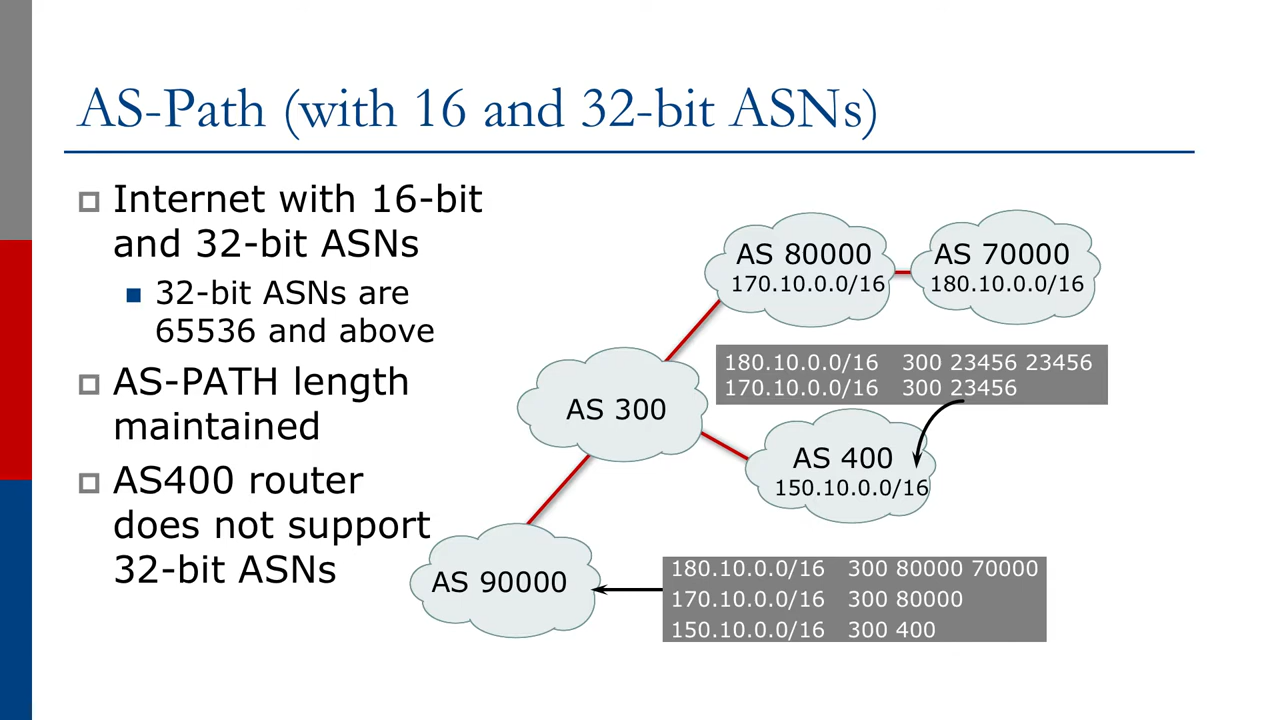 AS-Path (with 16 and 32-bit ASNs)
Internet with 16-bit
and 32-bit ASNs
32-bit ASNs are
65536 and above
AS-PATH length
maintained
AS400 router
does not support
32-bit ASNs
AS 80000
170.10.0.0/16
AS 70000
180.10.0.0/16
180.10.0.0/16 300 23456 23456
170.10.0.0/16 300 23456
AS 300
AS 400
150.10.0.0/16
AS 90000
180.10.0.0/16 300 80000 70000
170.10.0.0/16 300 80000
150.10.0.0/16 300 400